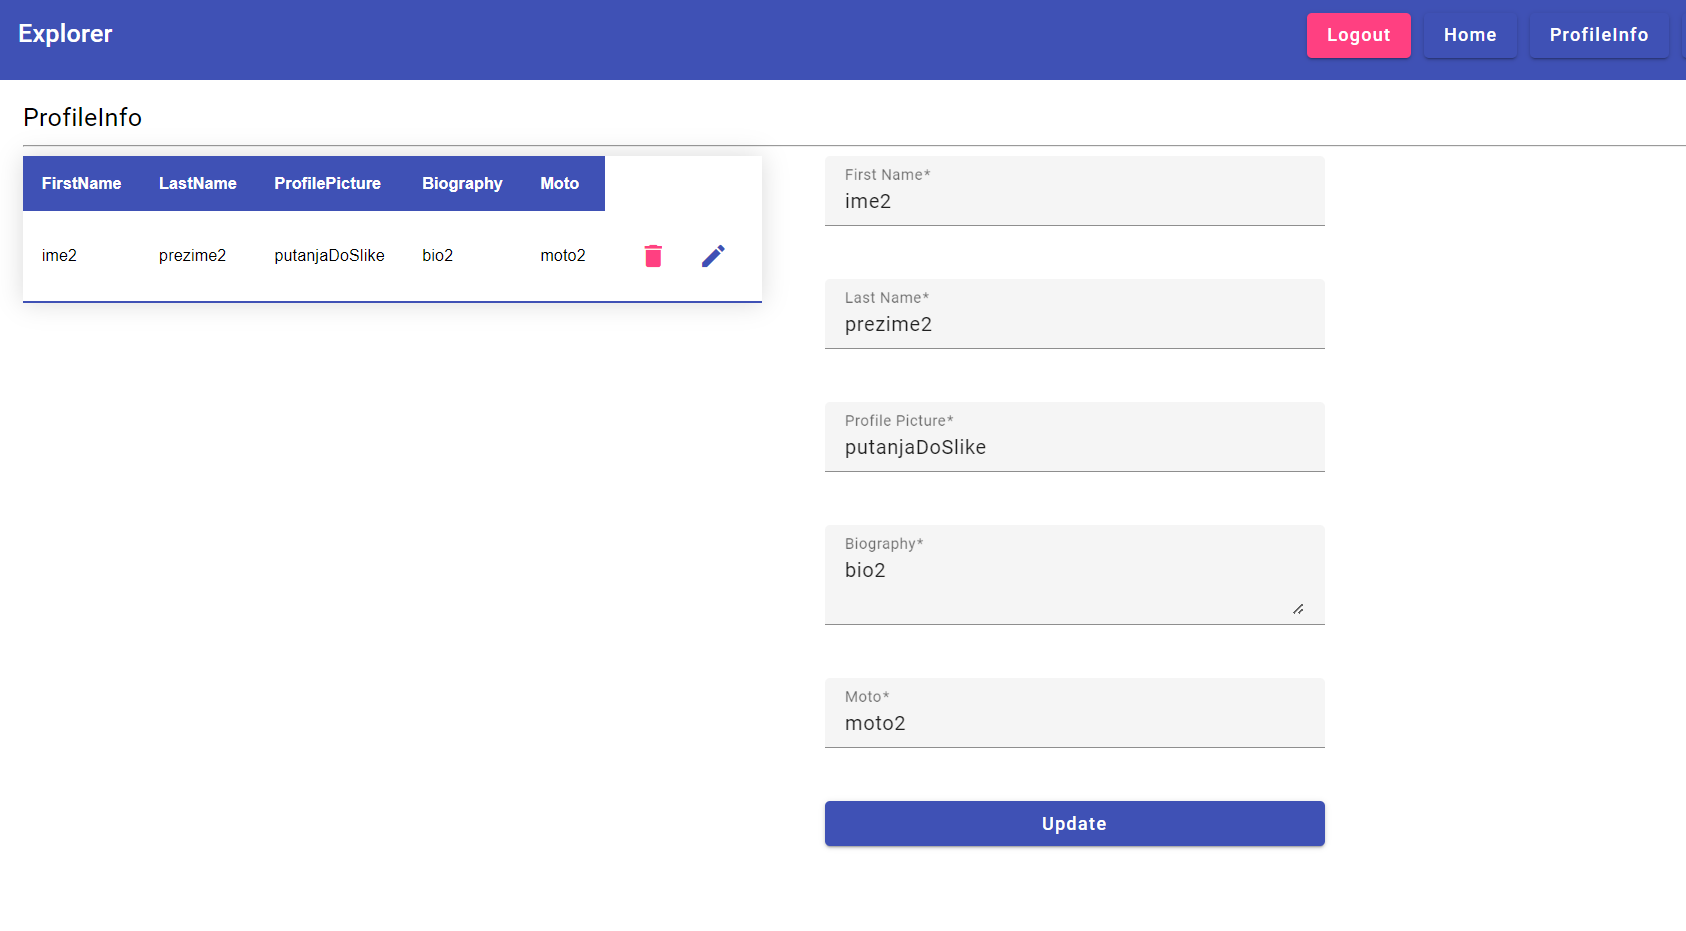 Explorer
Logout
Home
ProfileInfo
ProfileInfo
FirstName LastName ProfilePicture Biography Moto
ime2 prezime2 putanjaDoSlike bio2 moto2
First Name*
ime2
Last Name*
prezime2
Profile Picture*
putanjaDoSlike
Biography*
bio2
Moto*
moto2
Update